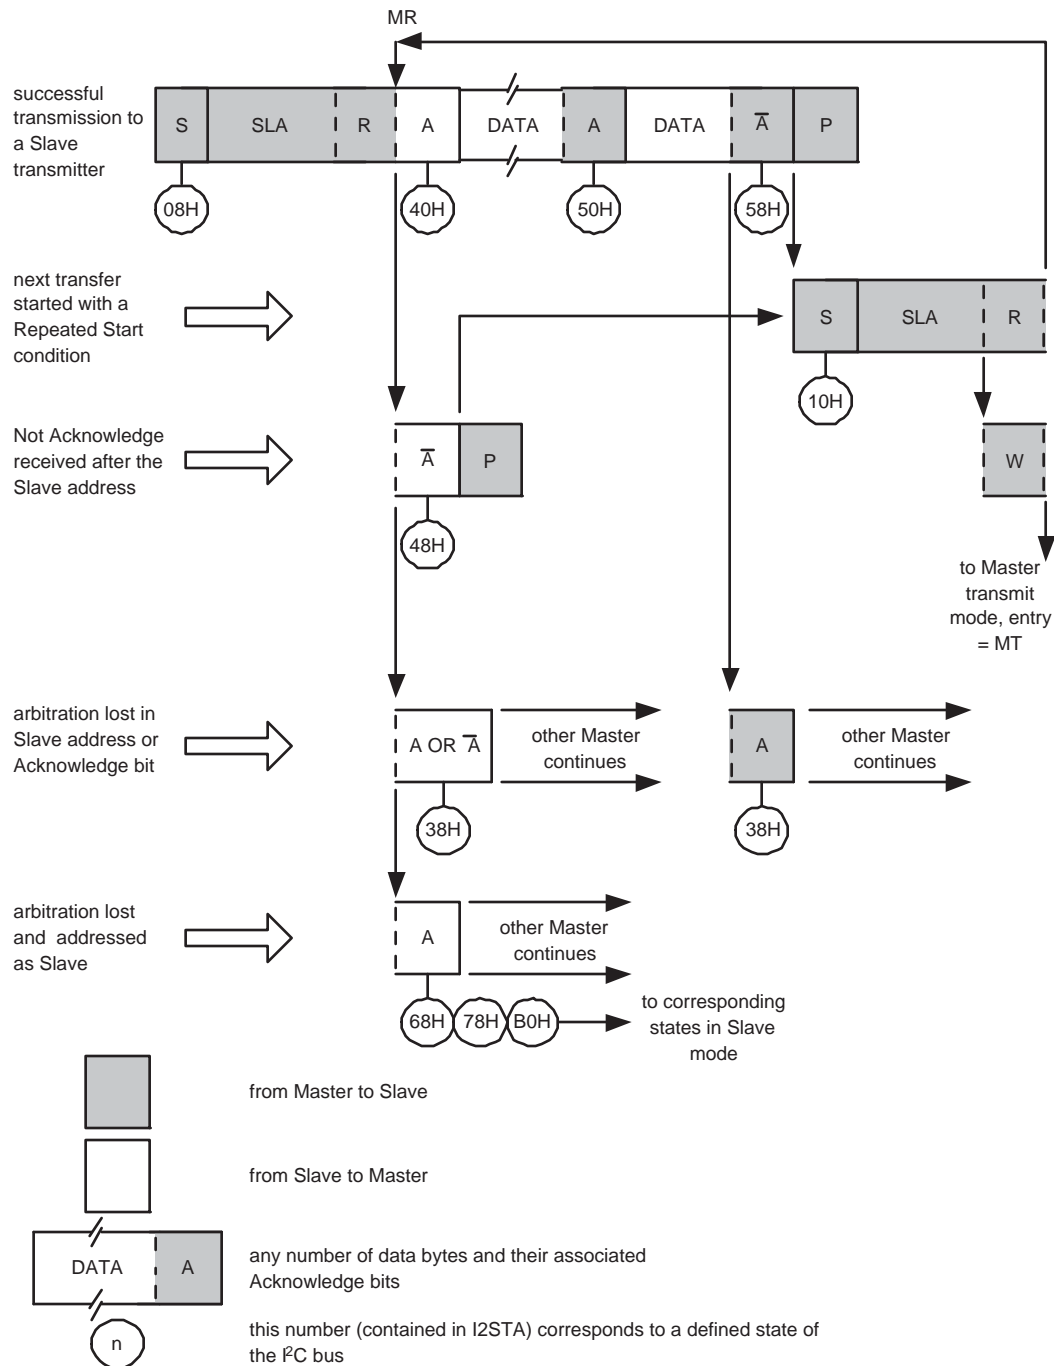 MR
successful
transmission to
a Slave
transmitter
S SLA R A DATA A DATA A̅ P
08H 40H 50H 58H
next transfer
started with a
Repeated Start
condition
S SLA R
10H
Not Acknowledge
received after the
Slave address
A̅ P
W
48H
to Master
transmit
mode, entry
= MT
arbitration lost in
Slave address or
Acknowledge bit
A OR A̅
other Master
continues
A
other Master
continues
38H 38H
arbitration lost
and addressed
as Slave
A
other Master
continues
68H 78H B0H
to corresponding
states in Slave
mode
from Master to Slave
from Slave to Master
DATA A
any number of data bytes and their associated
Acknowledge bits
n
this number (contained in I2STA) corresponds to a defined state of
the I²C bus